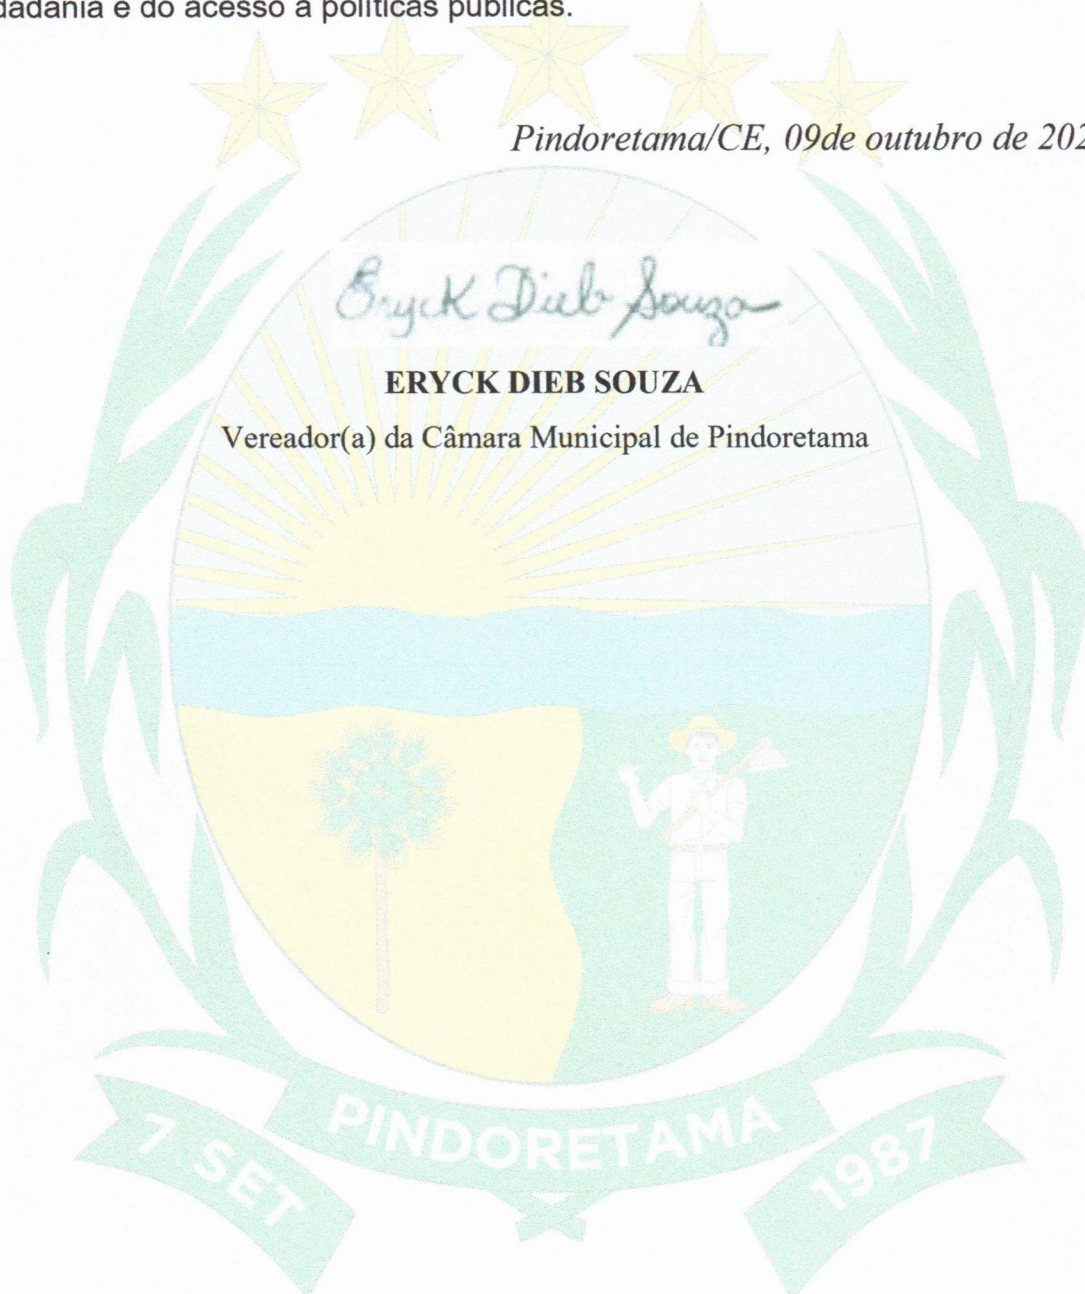 dadania e do acesso a políticas públicas.
Pindoretama/CE, 09de outubro de 202
Eryck Dieb Souza
ERYCK DIEB SOUZA
Vereador(a) da Câmara Municipal de Pindoretama
PINDORETAMA
7 SET
1987